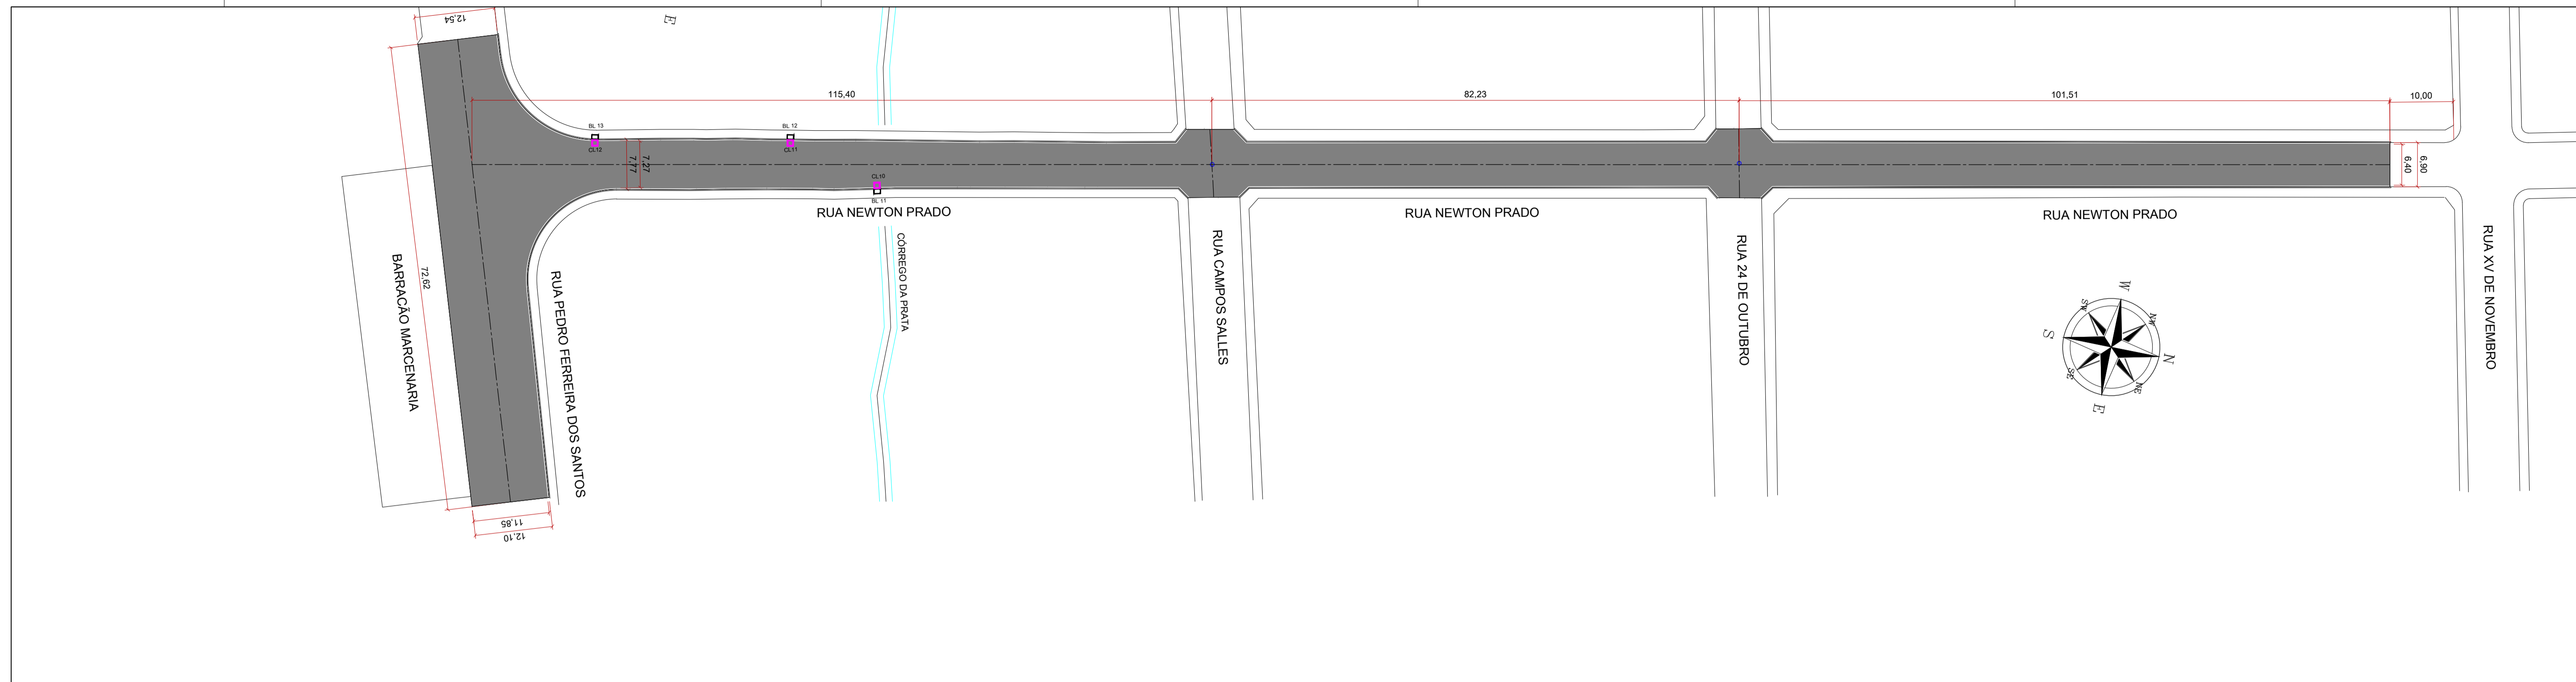 12,54
E
115,40
82,23
101,51
10,00
BL 13
CL12
BL 12
CL11
7,77
7,27
CL10
BL 11
6,40
6,90
RUA NEWTON PRADO
RUA NEWTON PRADO
RUA NEWTON PRADO
BARRACÃO MARCENARIA
72,62
RUA PEDRO FERREIRA DOS SANTOS
CÓRREGO DA PRATA
RUA CAMPOS SALLES
RUA 24 DE OUTUBRO
RUA XV DE NOVEMBRO
W
SW
NW
S
N
SE
NE
E
11,85
12,10